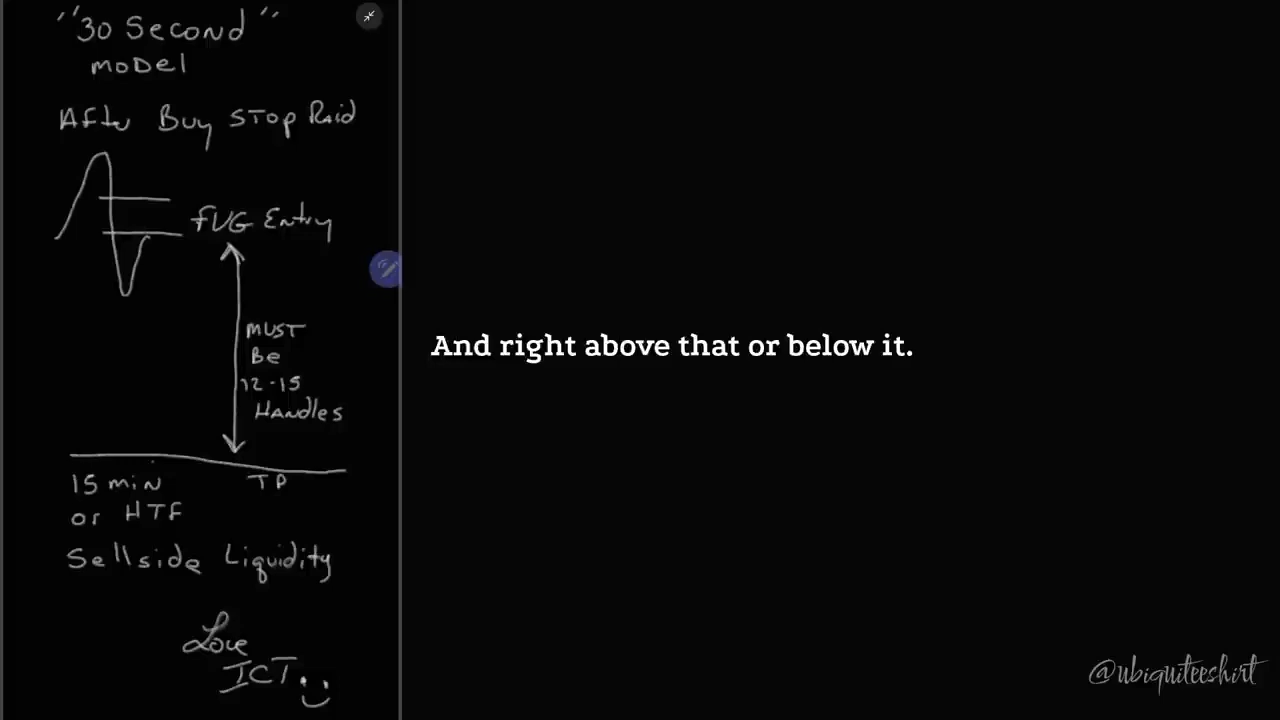 "30 Second"
model
After Buy STop Raid
FVG Entry
MUST
Be
12-15
HANdles
15 min
TP
or HTF
Sellside Liquidity
Love
ICT
And right above that or below it.
@ubiquiteeshirt